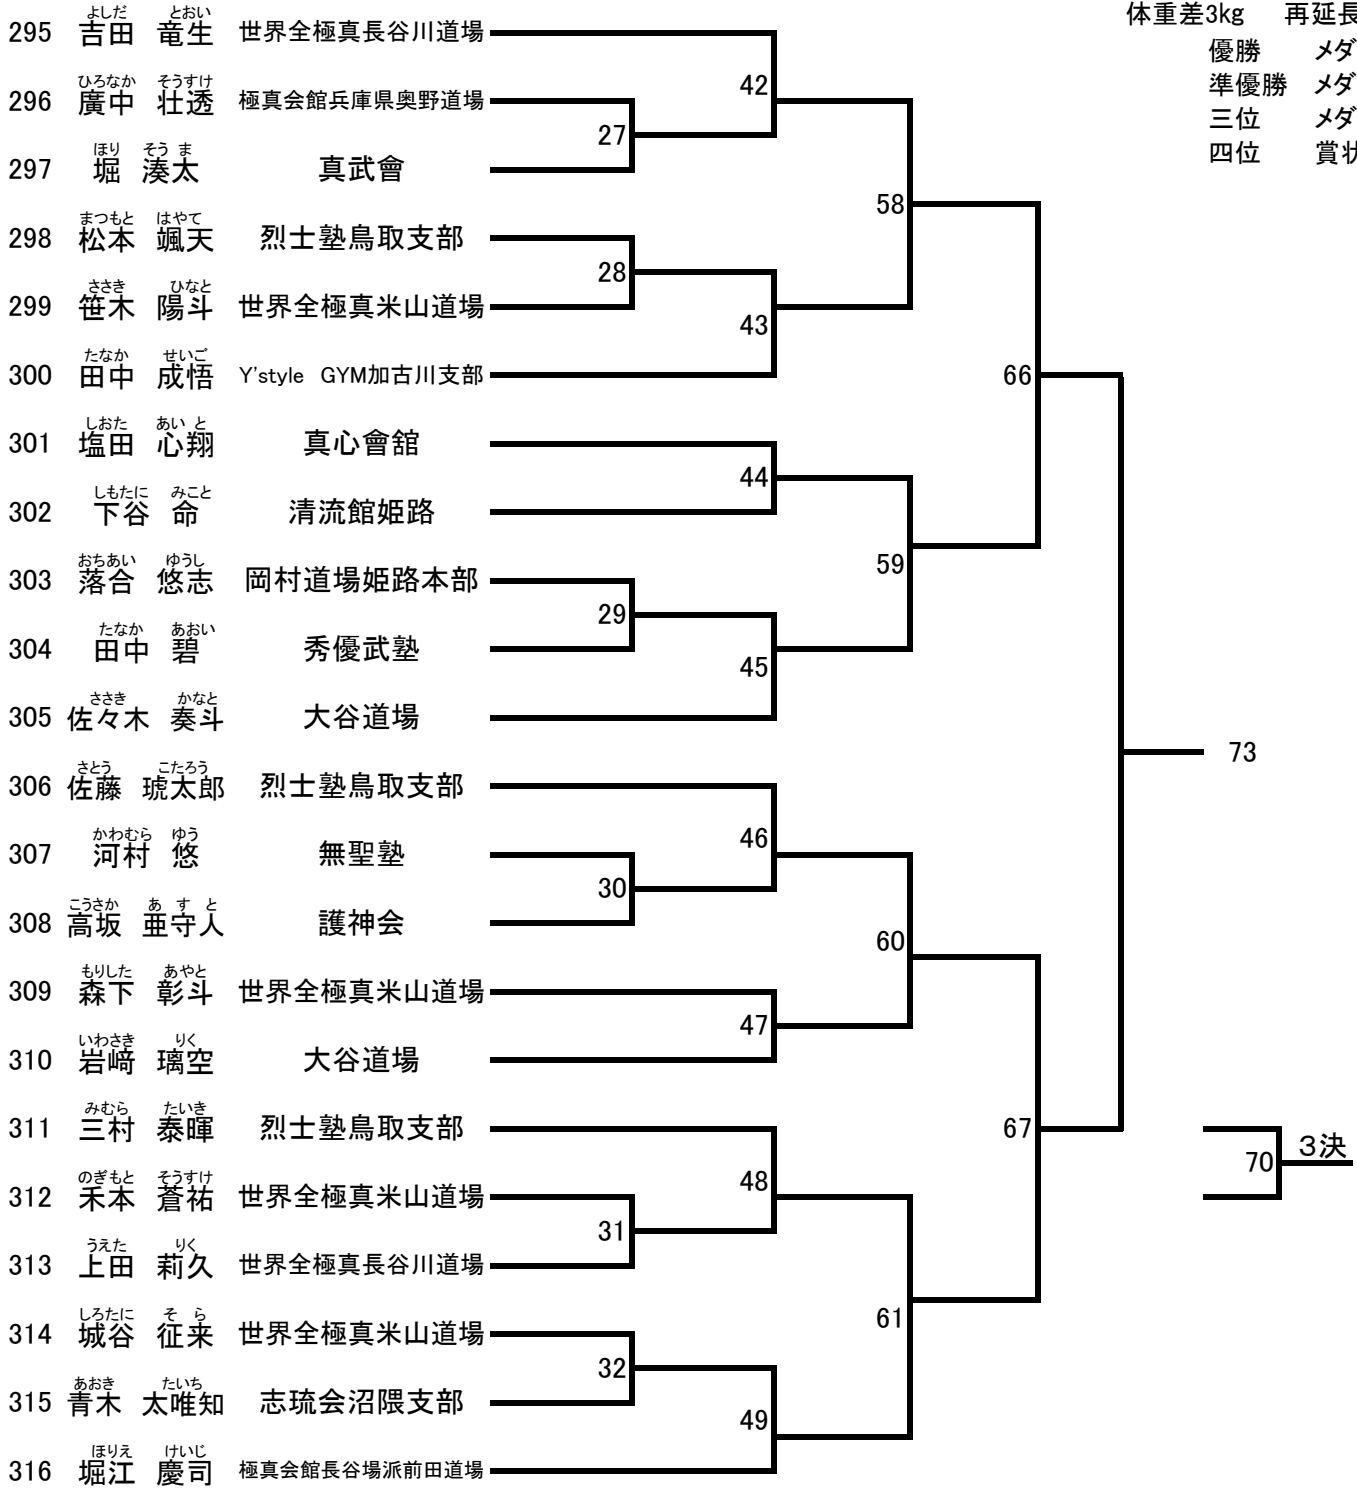 体重差3kg　再延長
優勝　メダ
準優勝　メダ
三位　メダ
四位　賞状
よしだ　とおい
295　吉田　竜生　世界全極真長谷川道場
42
ひろなか　そうすけ
296　廣中　壮透　極真会館兵庫県奥野道場
27
ほり　そう ま
297　堀　湊太　真武會
58
まつもと　はやて
298　松本　颯天　烈士塾鳥取支部
28
ささき　ひなと
299　笹木　陽斗　世界全極真米山道場
43
たなか　せいご
300　田中　成悟　Y'style　GYM加古川支部
66
しおた　あい と
301　塩田　心翔　真心會舘
44
しもたに　みこと
302　下谷　命　清流館姫路
59
おちあい　ゆうし
303　落合　悠志　岡村道場姫路本部
29
たなか　あおい
304　田中　碧　秀優武塾
45
ささき　かなと
305　佐々木　奏斗　大谷道場
73
さとう　こたろう
306　佐藤　琥太郎　烈士塾鳥取支部
46
かわむら　ゆう
307　河村　悠　無聖塾
30
こうさか　あ す と
308　高坂　亜守人　護神会
60
もりした　あやと
309　森下　彰斗　世界全極真米山道場
47
いわさき　りく
310　岩﨑　璃空　大谷道場
みむら　たいき
311　三村　泰暉　烈士塾鳥取支部
67
70　３決
48
のぎもと　そうすけ
312　禾本　蒼祐　世界全極真米山道場
31
うえた　りく
313　上田　莉久　世界全極真長谷川道場
61
しろたに　そ ら
314　城谷　征来　世界全極真米山道場
32
あおき　たいち
315　青木　太唯知　志琉会沼隈支部
49
ほりえ　けいじ
316　堀江　慶司　極真会館長谷場派前田道場